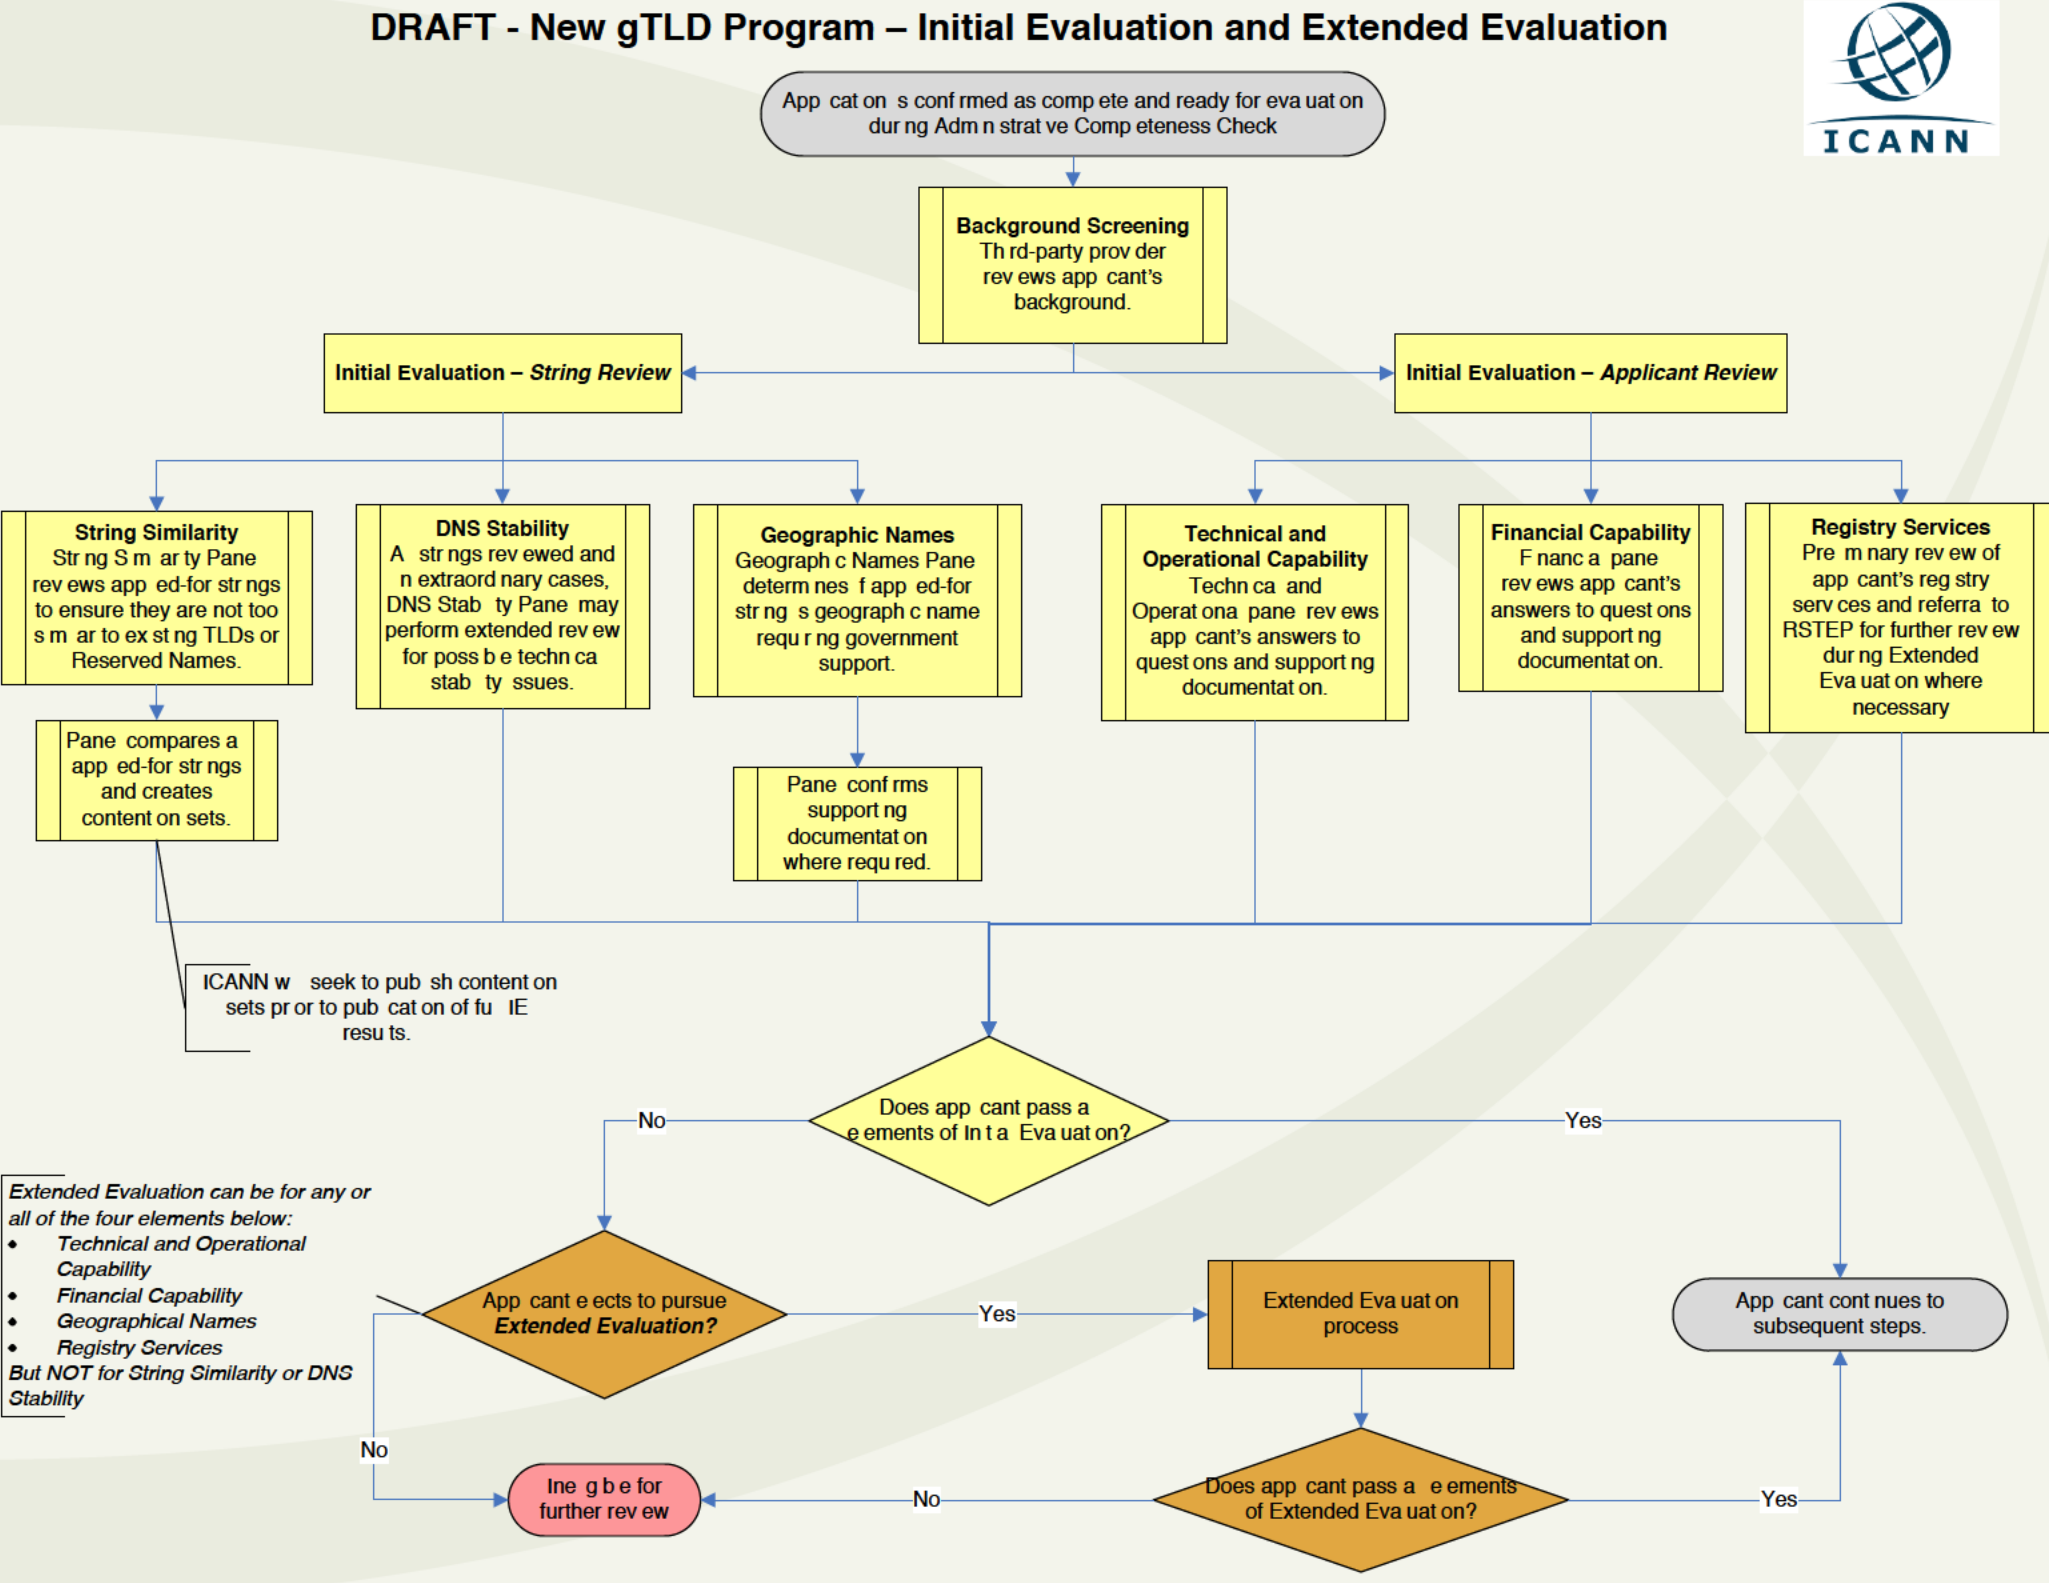 DRAFT - New gTLD Program – Initial Evaluation and Extended Evaluation
ICANN
App cat on s conf rmed as comp ete and ready for eva uat on
dur ng Adm n strat ve Comp eteness Check
Background Screening
Th rd-party prov der
rev ews app cant's
background.
Initial Evaluation – String Review
Initial Evaluation – Applicant Review
String Similarity
Str ng S m ar ty Pane
rev ews app ed-for str ngs
to ensure they are not too
s m ar to ex st ng TLDs or
Reserved Names.
DNS Stability
A str ngs rev ewed and
n extraord nary cases,
DNS Stab ty Pane may
perform extended rev ew
for poss b e techn ca
stab ty ssues.
Geographic Names
Geograph c Names Pane
determ nes f app ed-for
str ng s geograph c name
requ r ng government
support.
Technical and
Operational Capability
Techn ca and
Operat ona pane rev ews
app cant's answers to
quest ons and support ng
documentat on.
Financial Capability
F nanc a pane
rev ews app cant's
answers to quest ons
and support ng
documentat on.
Registry Services
Pre m nary rev ew of
app cant's reg stry
serv ces and referra to
RSTEP for further rev ew
dur ng Extended
Eva uat on where
necessary
Pane compares a
app ed-for str ngs
and creates
content on sets.
Pane conf rms
support ng
documentat on
where requ red.
ICANN w seek to pub sh content on
sets pr or to pub cat on of fu IE
resu ts.
Does app cant pass a
e ements of In t a Eva uat on?
No
Yes
Extended Evaluation can be for any or
all of the four elements below:
• Technical and Operational
Capability
• Financial Capability
• Geographical Names
• Registry Services
But NOT for String Similarity or DNS
Stability
App cant e ects to pursue
Extended Evaluation?
Yes
Extended Eva uat on
process
App cant cont nues to
subsequent steps.
No
Ine g b e for
further rev ew
No
Does app cant pass a e ements
of Extended Eva uat on?
Yes